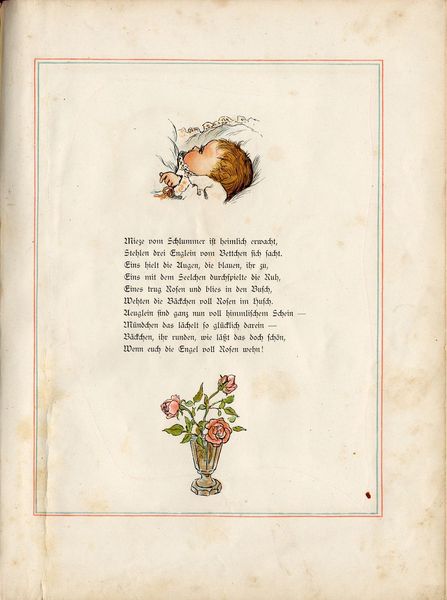 Mieze vom Schlummer ist heimlich erwacht,
Stehlen drei Englein vom Bettchen sich sacht.
Eins hielt die Augen, die blauen, ihr zu,
Eins mit dem Seelchen durchspielte die Ruh,
Eines trug Rosen und blies in den Busch,
Wehten die Bäckchen voll Rosen im Husch.
Aeuglein sind ganz nun voll himmlischem Schein —
Mündchen das lächelt so glücklich darein —
Bäckchen, ihr runden, wie läßt das doch schön,
Wenn euch die Engel voll Rosen wehn!